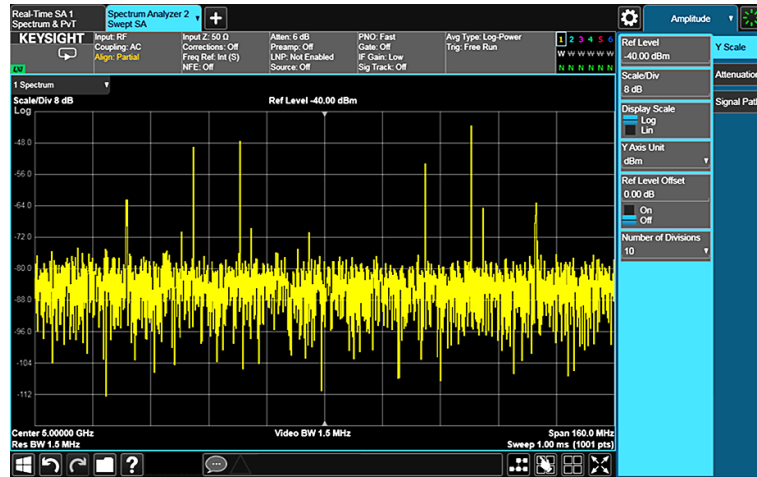 Real-Time SA 1
Spectrum & PvT
Spectrum Analyzer 2
Swept SA
Amplitude
KEYSIGHT
Input: RF
Coupling: AC
Align: Partial
Input Z: 50 Ω
Corrections: Off
Freq Ref: Int (S)
NFE: Off
Atten: 6 dB
Preamp: Off
LNP: Not Enabled
Source: Off
PNO: Fast
Gate: Off
IF Gain: Low
Sig Track: Off
Avg Type: Log-Power
Trig: Free Run
1 2 3 4 5 6
W W W W W W
N N N N N N
LXI
1 Spectrum
Scale/Div 8 dB
Ref Level -40.00 dBm
Log
-48.0
-56.0
-64.0
-72.0
-80.0
-88.0
-96.0
-104
-112
Center 5.00000 GHz
Video BW 1.5 MHz
Span 160.0 MHz
Res BW 1.5 MHz
Sweep 1.00 ms (1001 pts)
Ref Level
-40.00 dBm
Scale/Div
8 dB
Display Scale
Log
Lin
Y Axis Unit
dBm
Ref Level Offset
0.00 dB
On
Off
Number of Divisions
10
Y Scale
Attenuation
Signal Path
?